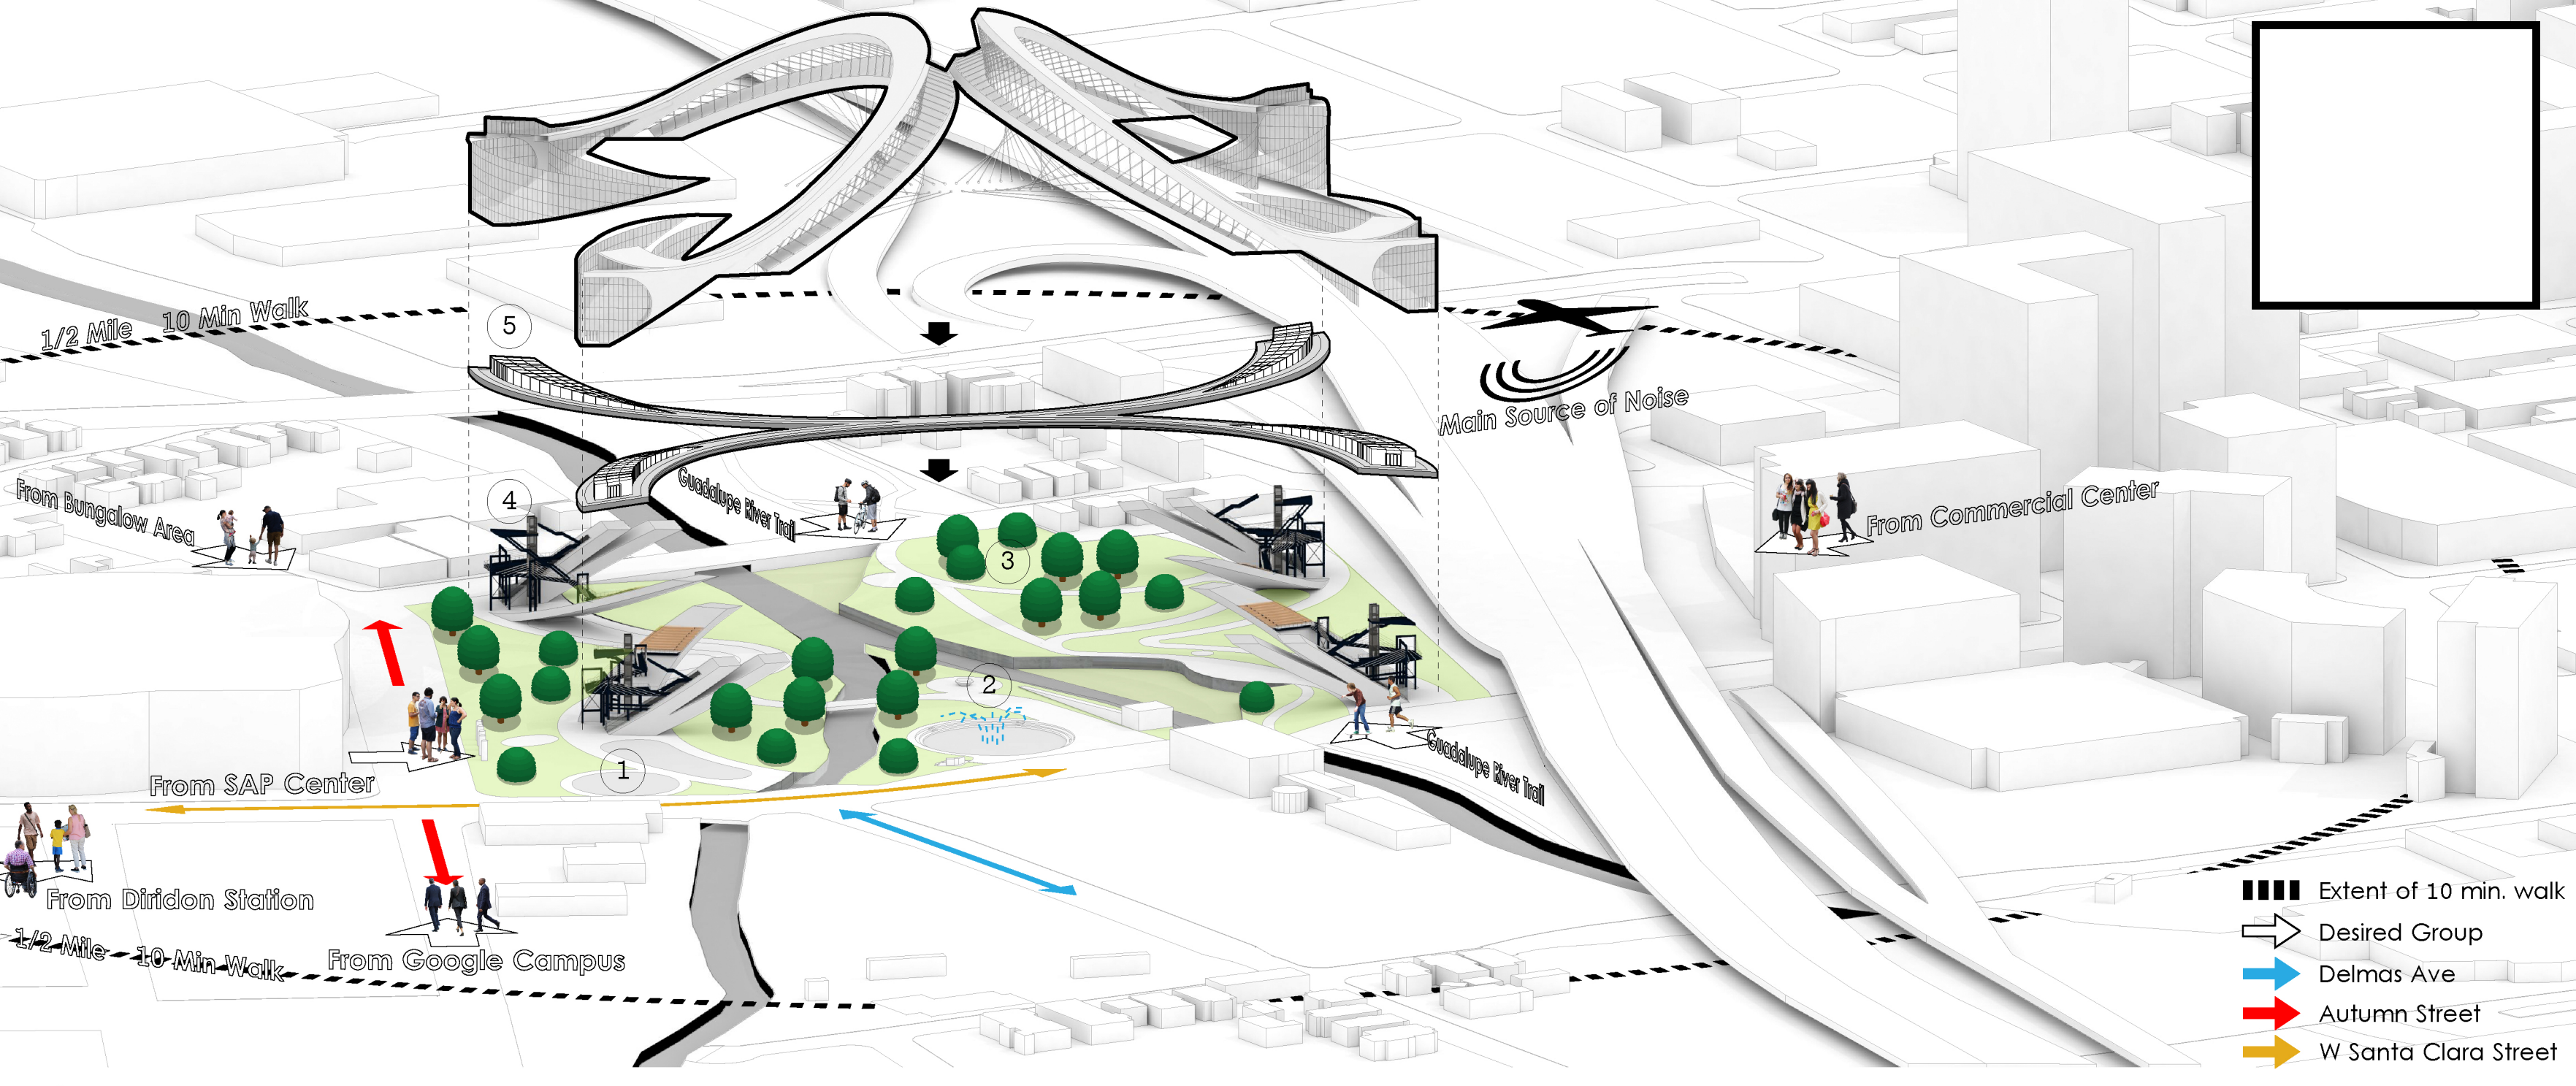 1/2 Mile    10 Min Walk
5
Main Source of Noise
From Bungalow Area
4
Guadalupe River Trail
From Commercial Center
3
2
Guadalupe River Trail
1
From SAP Center
From Diridon Station
1/2 Mile    10 Min Walk
From Google Campus
Extent of 10 min. walk
Desired Group
Delmas Ave
Autumn Street
W Santa Clara Street